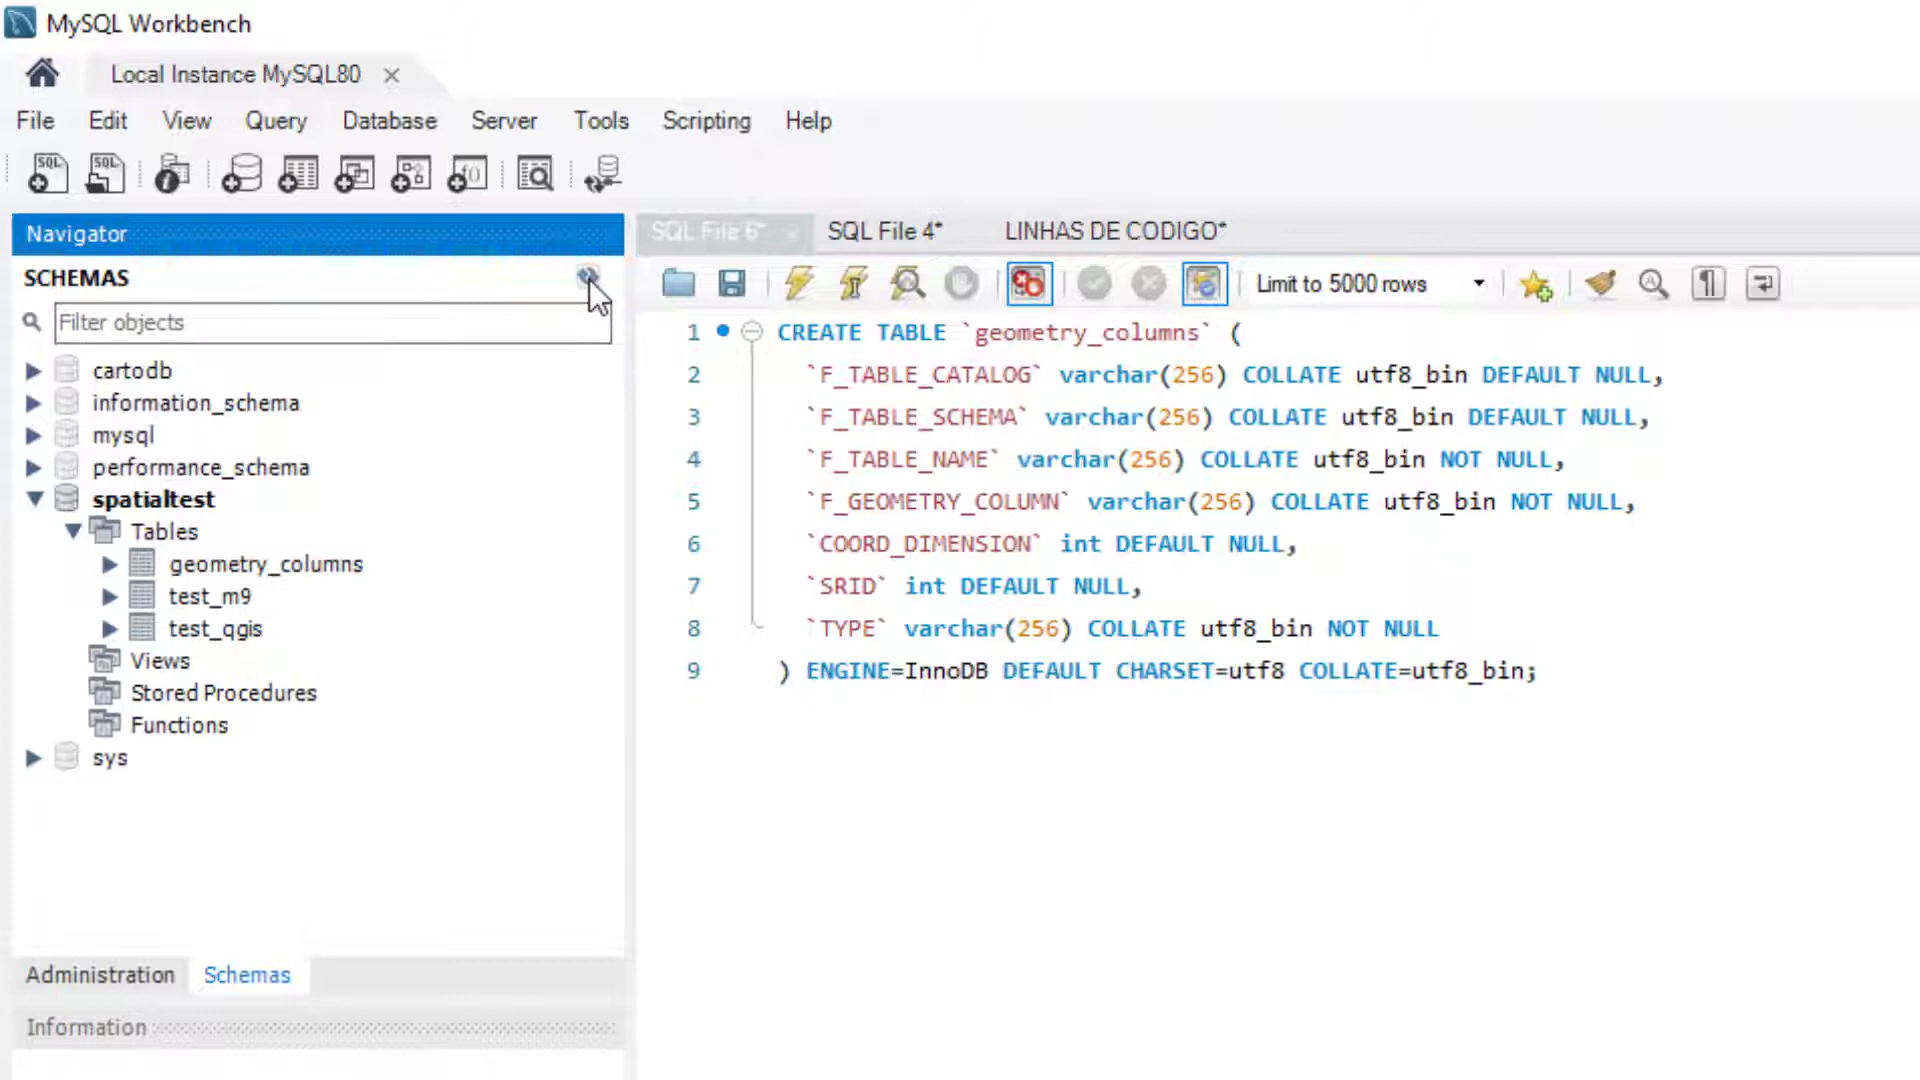 MySQL Workbench
Local Instance MySQL80
File Edit View Query Database Server Tools Scripting Help
Navigator
SCHEMAS
Filter objects
cartodb
information_schema
mysql
performance_schema
spatialtest
Tables
geometry_columns
test_m9
test_qgis
Views
Stored Procedures
Functions
sys
Administration Schemas
Information
SQL File 6* SQL File 4* LINHAS DE CODIGO*
Limit to 5000 rows
1 CREATE TABLE `geometry_columns` (
2 `F_TABLE_CATALOG` varchar(256) COLLATE utf8_bin DEFAULT NULL,
3 `F_TABLE_SCHEMA` varchar(256) COLLATE utf8_bin DEFAULT NULL,
4 `F_TABLE_NAME` varchar(256) COLLATE utf8_bin NOT NULL,
5 `F_GEOMETRY_COLUMN` varchar(256) COLLATE utf8_bin NOT NULL,
6 `COORD_DIMENSION` int DEFAULT NULL,
7 `SRID` int DEFAULT NULL,
8 `TYPE` varchar(256) COLLATE utf8_bin NOT NULL
9 ) ENGINE=InnoDB DEFAULT CHARSET=utf8 COLLATE=utf8_bin;